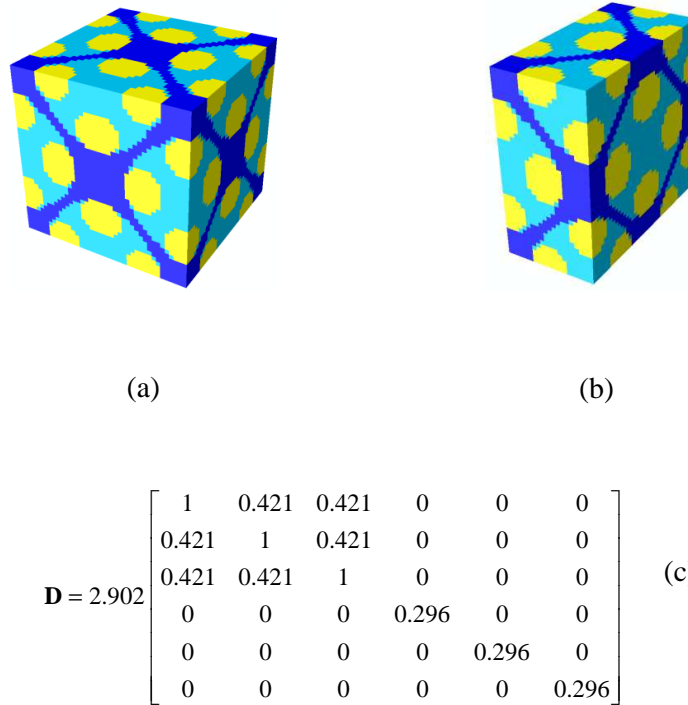 (a) (b)
1 0.421 0.421 0 0 0
0.421 1 0.421 0 0 0
0.421 0.421 1 0 0 0
D = 2.902 (c
0 0 0 0.296 0 0
0 0 0 0 0.296 0
0 0 0 0 0 0.296